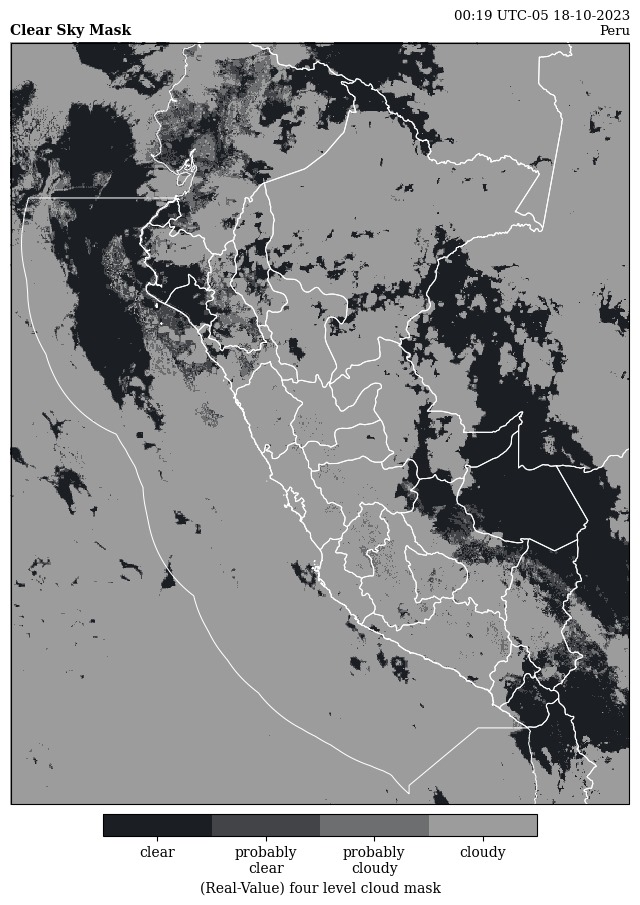 00:19 UTC-05 18-10-2023
Clear Sky Mask
Peru
clear
probably clear
probably cloudy
cloudy
(Real-Value) four level cloud mask